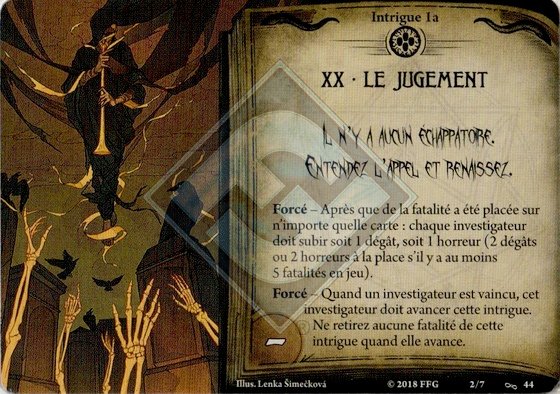 Intrigue 1a
XX · LE JUGEMENT
IL N'Y A AUCUN ÉCHAPPATOIRE.
ENTENDEZ L'APPEL ET RENAISSEZ.
Forcé – Après que de la fatalité a été placée sur
n'importe quelle carte : chaque investigateur
doit subir soit 1 dégât, soit 1 horreur (2 dégâts
ou 2 horreurs à la place s'il y a au moins
5 fatalités en jeu).
Forcé – Quand un investigateur est vaincu, cet
investigateur doit avancer cette intrigue.
Ne retirez aucune fatalité de cette
intrigue quand elle avance.
–
Illus. Lenka Šimečková © 2018 FFG 2/7 44